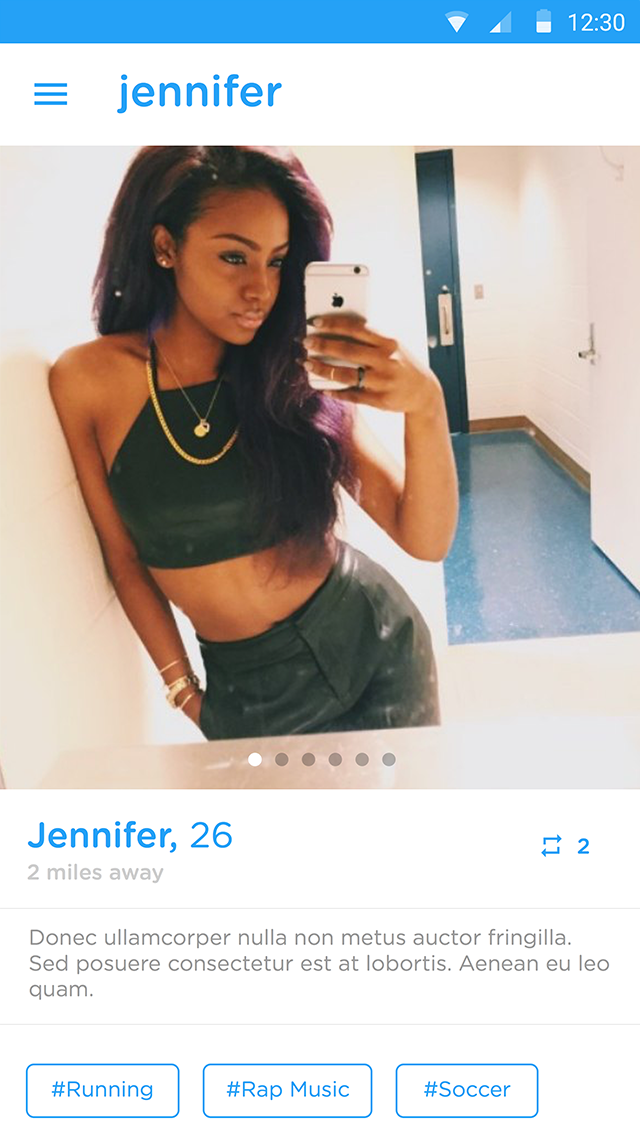 12:30
jennifer
Jennifer, 26
2
2 miles away
Donec ullamcorper nulla non metus auctor fringilla.
Sed posuere consectetur est at lobortis. Aenean eu leo
quam.
#Running
#Rap Music
#Soccer